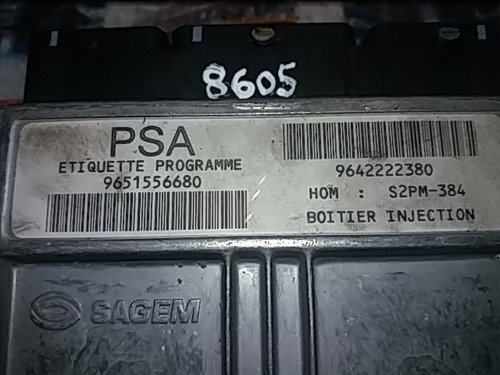 8605
PSA
ETIQUETTE PROGRAMME
9651556680
9642222380
HOM : S2PM-384
BOITIER INJECTION
SAGEM